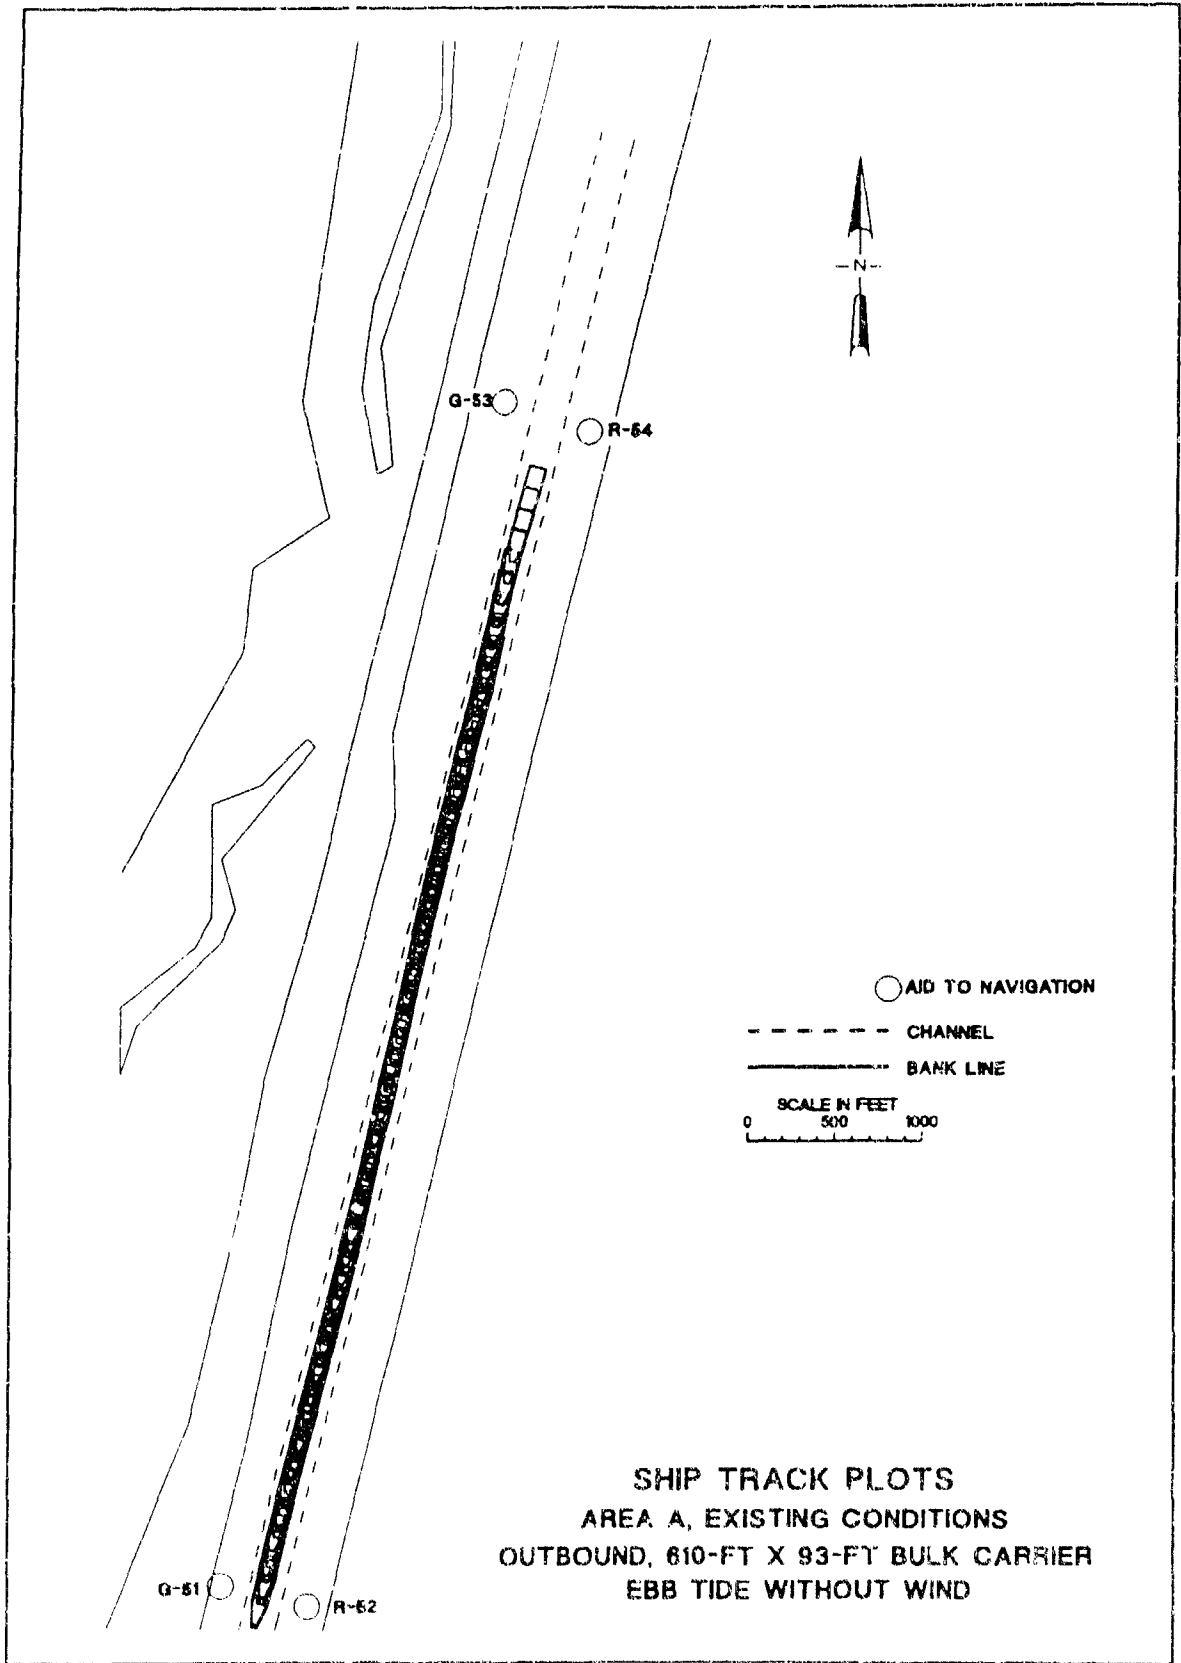 -N-
G-53
R-54
AID TO NAVIGATION
CHANNEL
BANK LINE
SCALE IN FEET
0 500 1000
SHIP TRACK PLOTS
AREA A, EXISTING CONDITIONS
OUTBOUND, 610-FT X 93-FT BULK CARRIER
EBB TIDE WITHOUT WIND
G-51
R-52